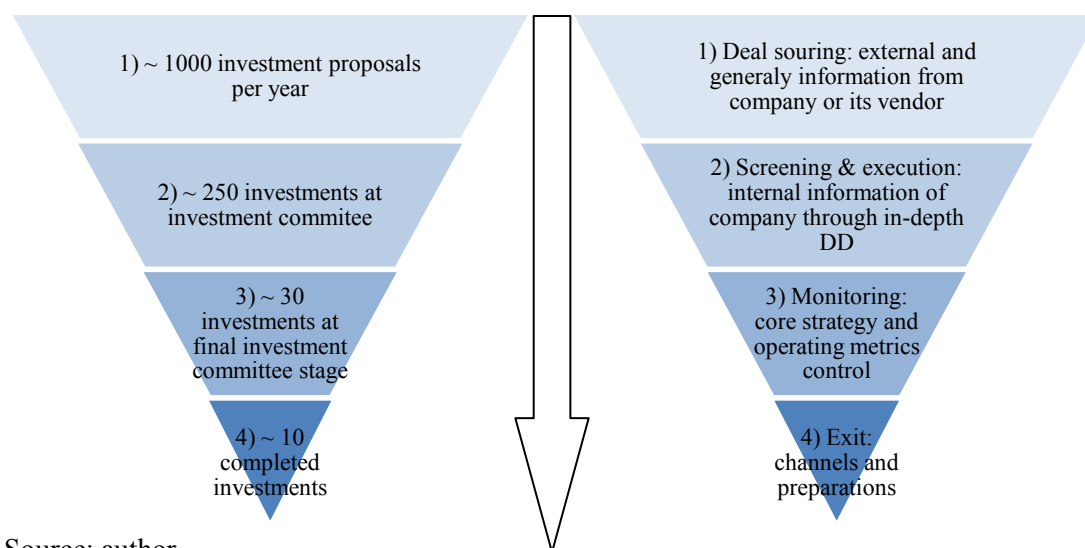 1) ~ 1000 investment proposals
per year
2) ~ 250 investments at
investment commitee
3) ~ 30
investments at
final investment
committee stage
4) ~ 10
completed
investments
1) Deal souring: external and
generaly information from
company or its vendor
2) Screening & execution:
internal information of
company through in-depth
DD
3) Monitoring:
core strategy and
operating metrics
control
4) Exit:
channels and
preparations
Source: author